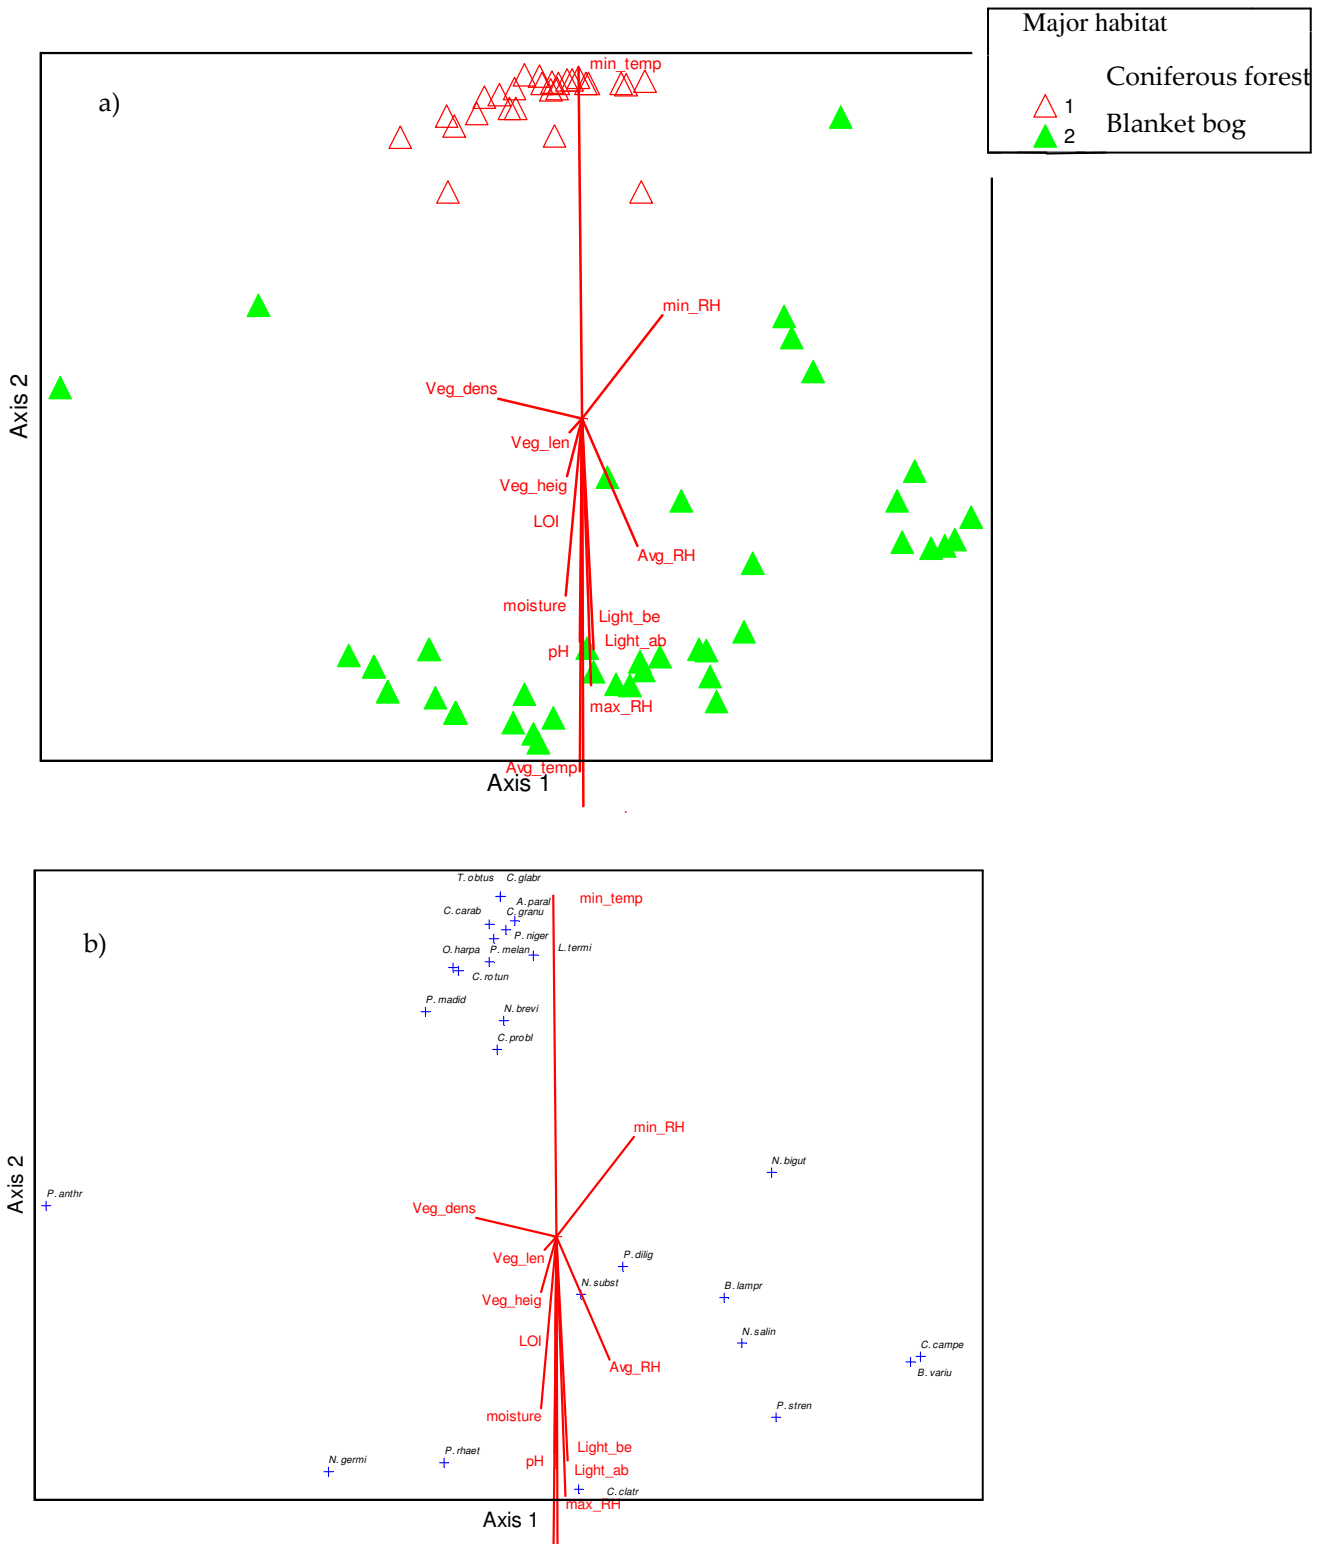 Major habitat
Coniferous forest
1
Blanket bog
2
a)
min_temp
min_RH
Veg_dens
Axis 2
Veg_len
Veg_heig
LOI
Avg_RH
moisture
Light_be
Light_ab
pH
max_RH
Avg_temp
Axis 1
b)
T. obtus C. glabr
min_temp
A. paral
C. carab C. granu
P. niger
O. harpa P. melan L. termi
C. rotun
P. madid
N. brevi
C. probl
min_RH
N. bigut
Axis 2
P. anthr
Veg_dens
Veg_len
P. dilig
N. subst
B. lampr
Veg_heig
LOI
N. salin
C. campe
Avg_RH
B. variu
P. stren
moisture
Light_be
P. rhaet
pH
N. germi
Light_ab
C. clatr
max_RH
Axis 1